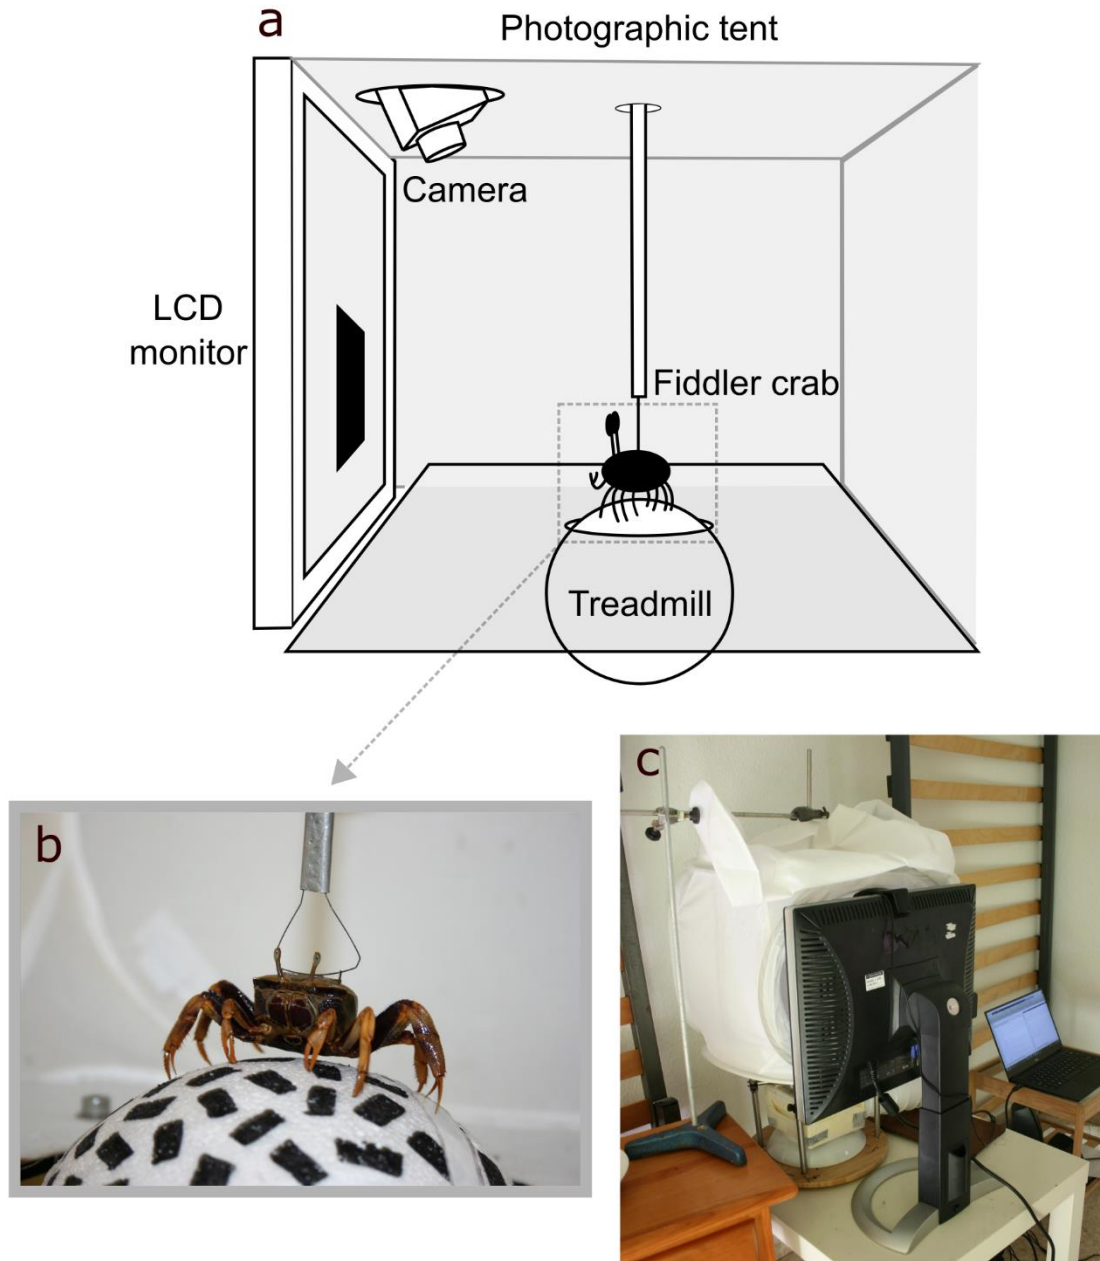 a
Photographic tent
Camera
LCD
monitor
Fiddler crab
Treadmill
b
c